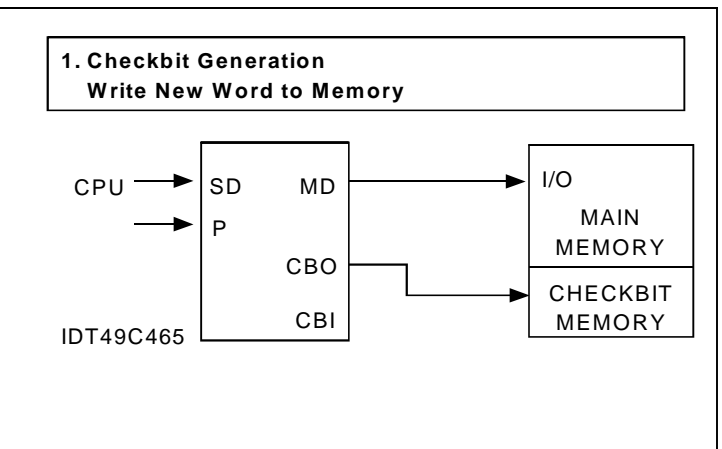 1. Checkbit Generation
Write New Word to Memory
CPU
SD
MD
P
CBO
CBI
IDT49C465
I/O
MAIN
MEMORY
CHECKBIT
MEMORY